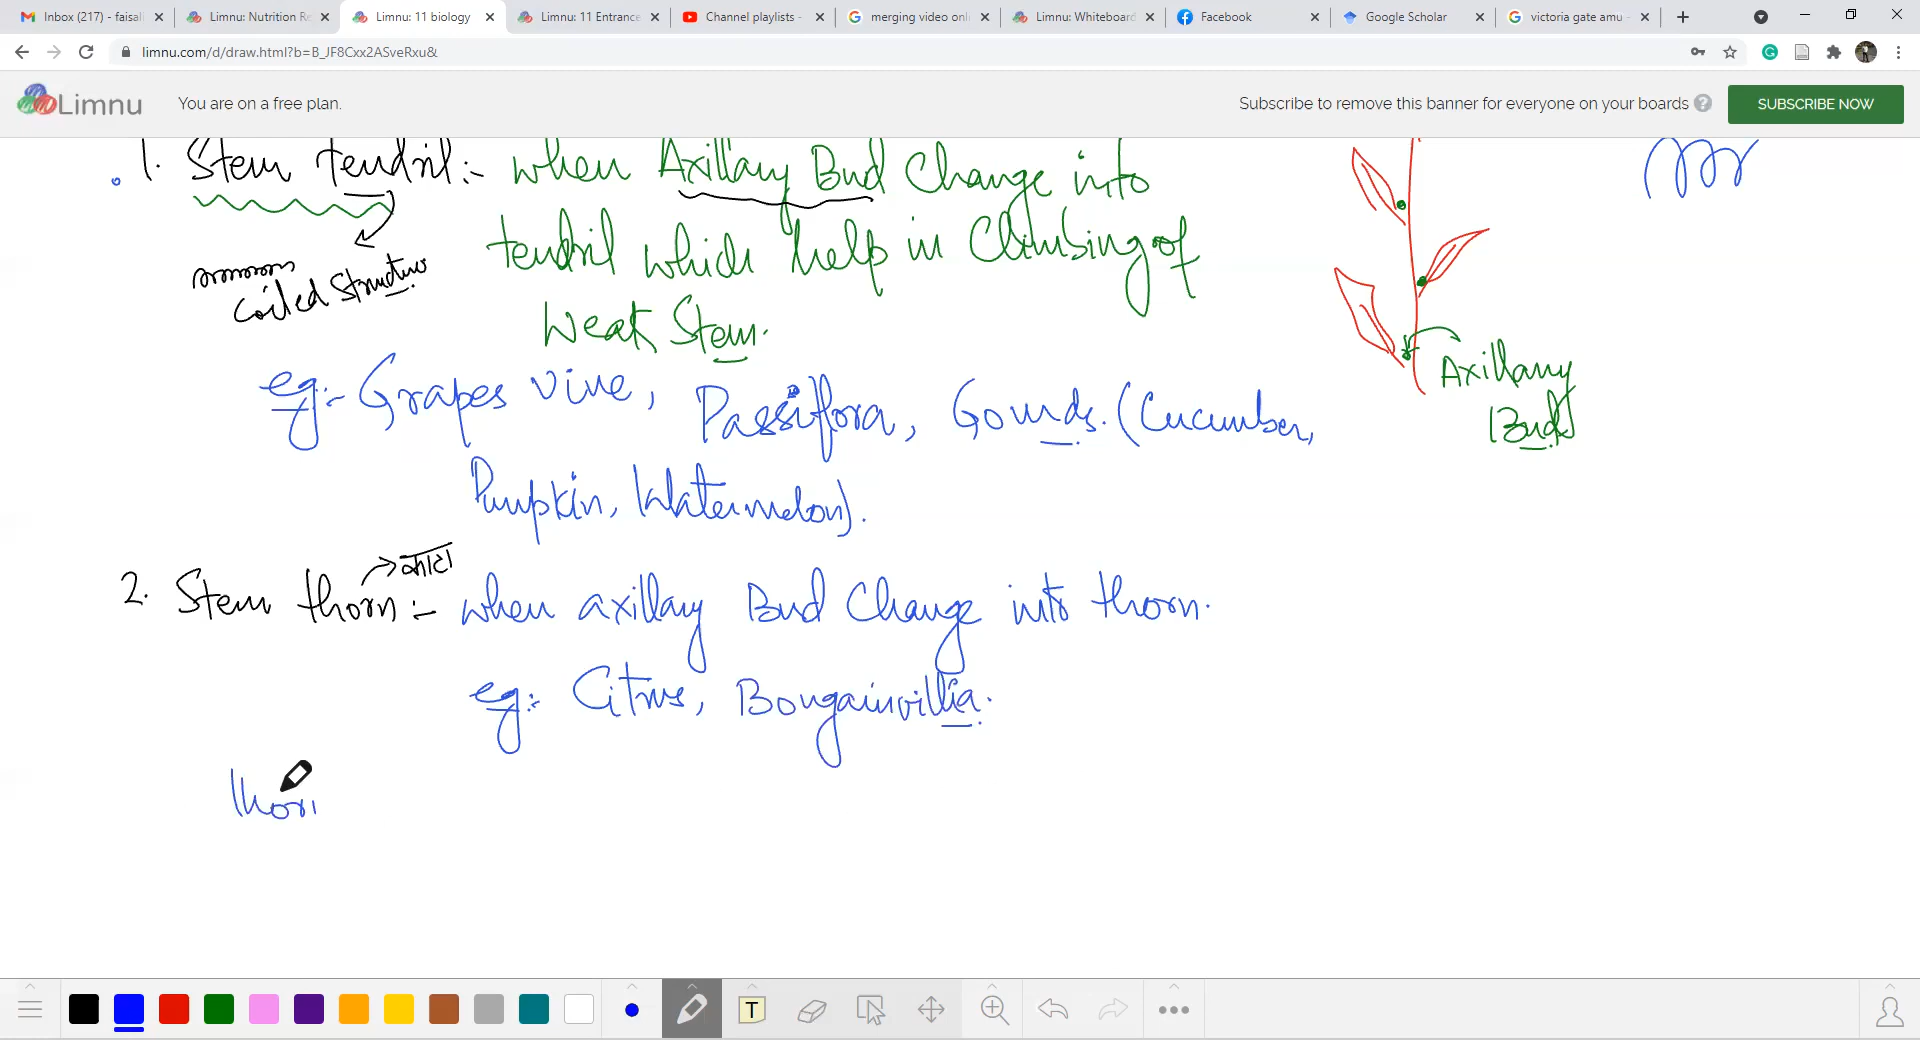 Inbox (217) - faisal
Limnu: Nutrition Re
Limnu: 11 biology
Limnu: 11 Entrance
Channel playlists -
merging video onl
Limnu: Whiteboard
Facebook
Google Scholar
victoria gate amu -
limnu.com/d/draw.html?b=B_JF8Cxx2ASveRxu&
Limnu
You are on a free plan.
Subscribe to remove this banner for everyone on your boards
SUBSCRIBE NOW
1. Stem tendril:- when Axillary Bud Change into
tendril which help in Climbing of
Coiled Structure
Weak Stem.
Axillary
Bud
eg:- Grapes vine, Passiflora, Gourds. (Cucumber,
Pumpkin, Watermelon).
काटा
2. Stem thorn:- when axillary Bud Change into thorn.
eg:- Citrus, Bougainvillia.
thori
T